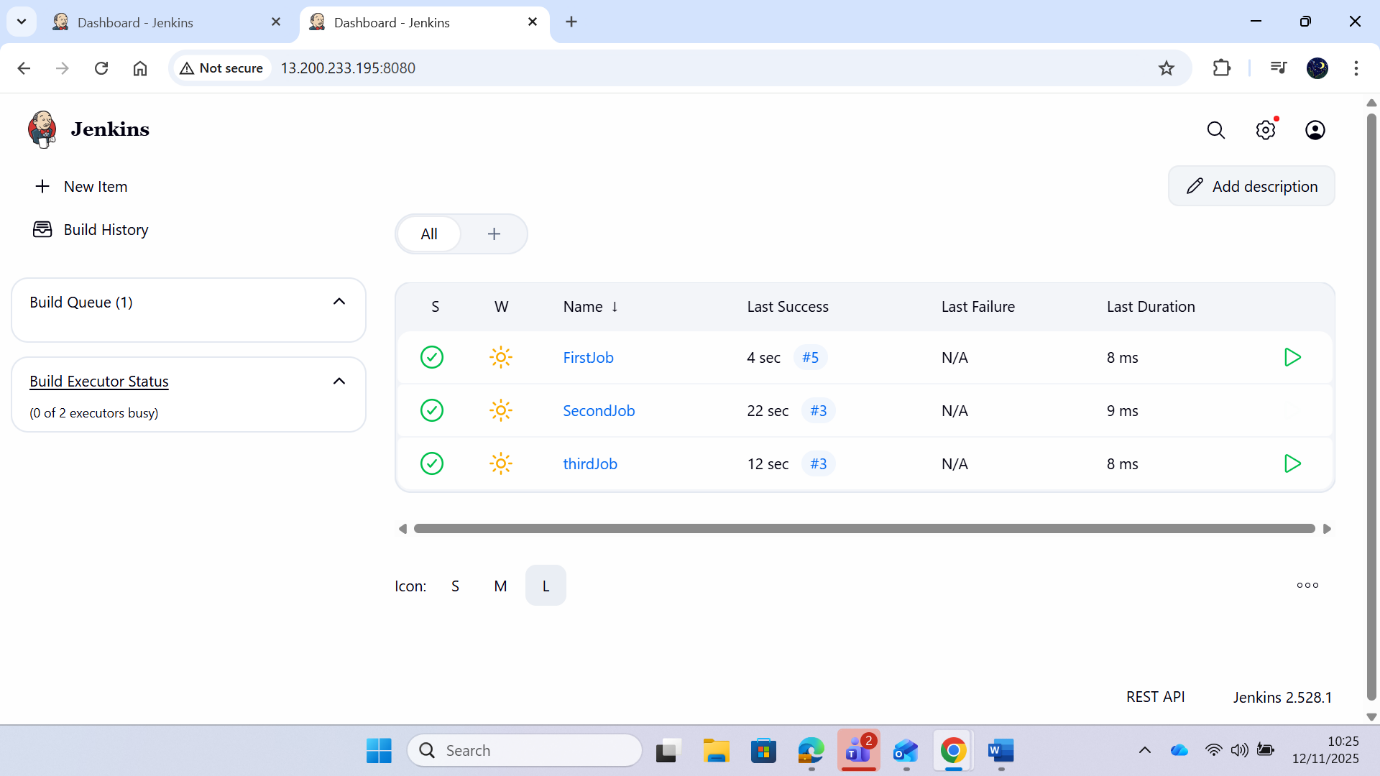 Dashboard - Jenkins
Dashboard - Jenkins
Not secure
13.200.233.195:8080
Jenkins
New Item
Add description
Build History
All
Build Queue (1)
S W Name ↓ Last Success Last Failure Last Duration
FirstJob 4 sec #5 N/A 8 ms
Build Executor Status
(0 of 2 executors busy)
SecondJob 22 sec #3 N/A 9 ms
thirdJob 12 sec #3 N/A 8 ms
Icon: S M L
REST API Jenkins 2.528.1
Search
2
10:25
12/11/2025